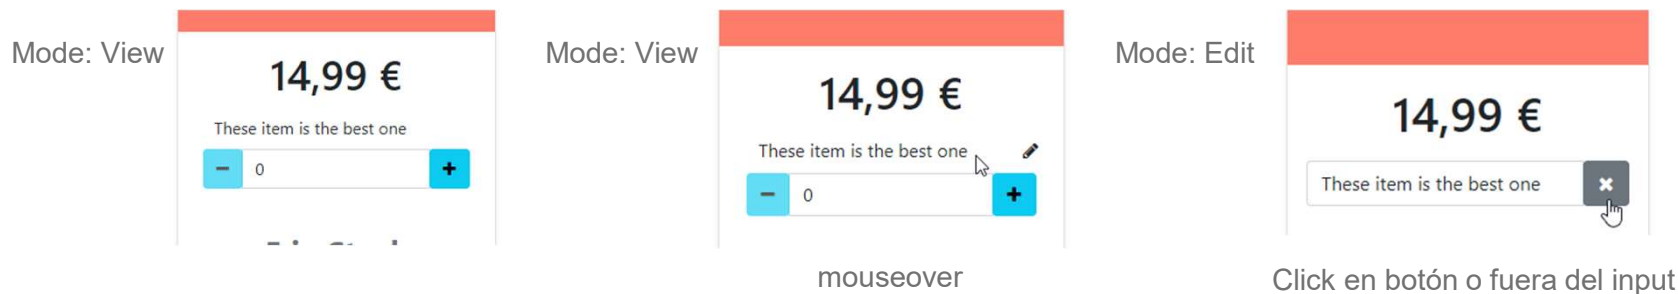 Mode: View
14,99 €
These item is the best one
0
Mode: View
14,99 €
These item is the best one
0
mouseover
Mode: Edit
14,99 €
These item is the best one
Click en botón o fuera del input